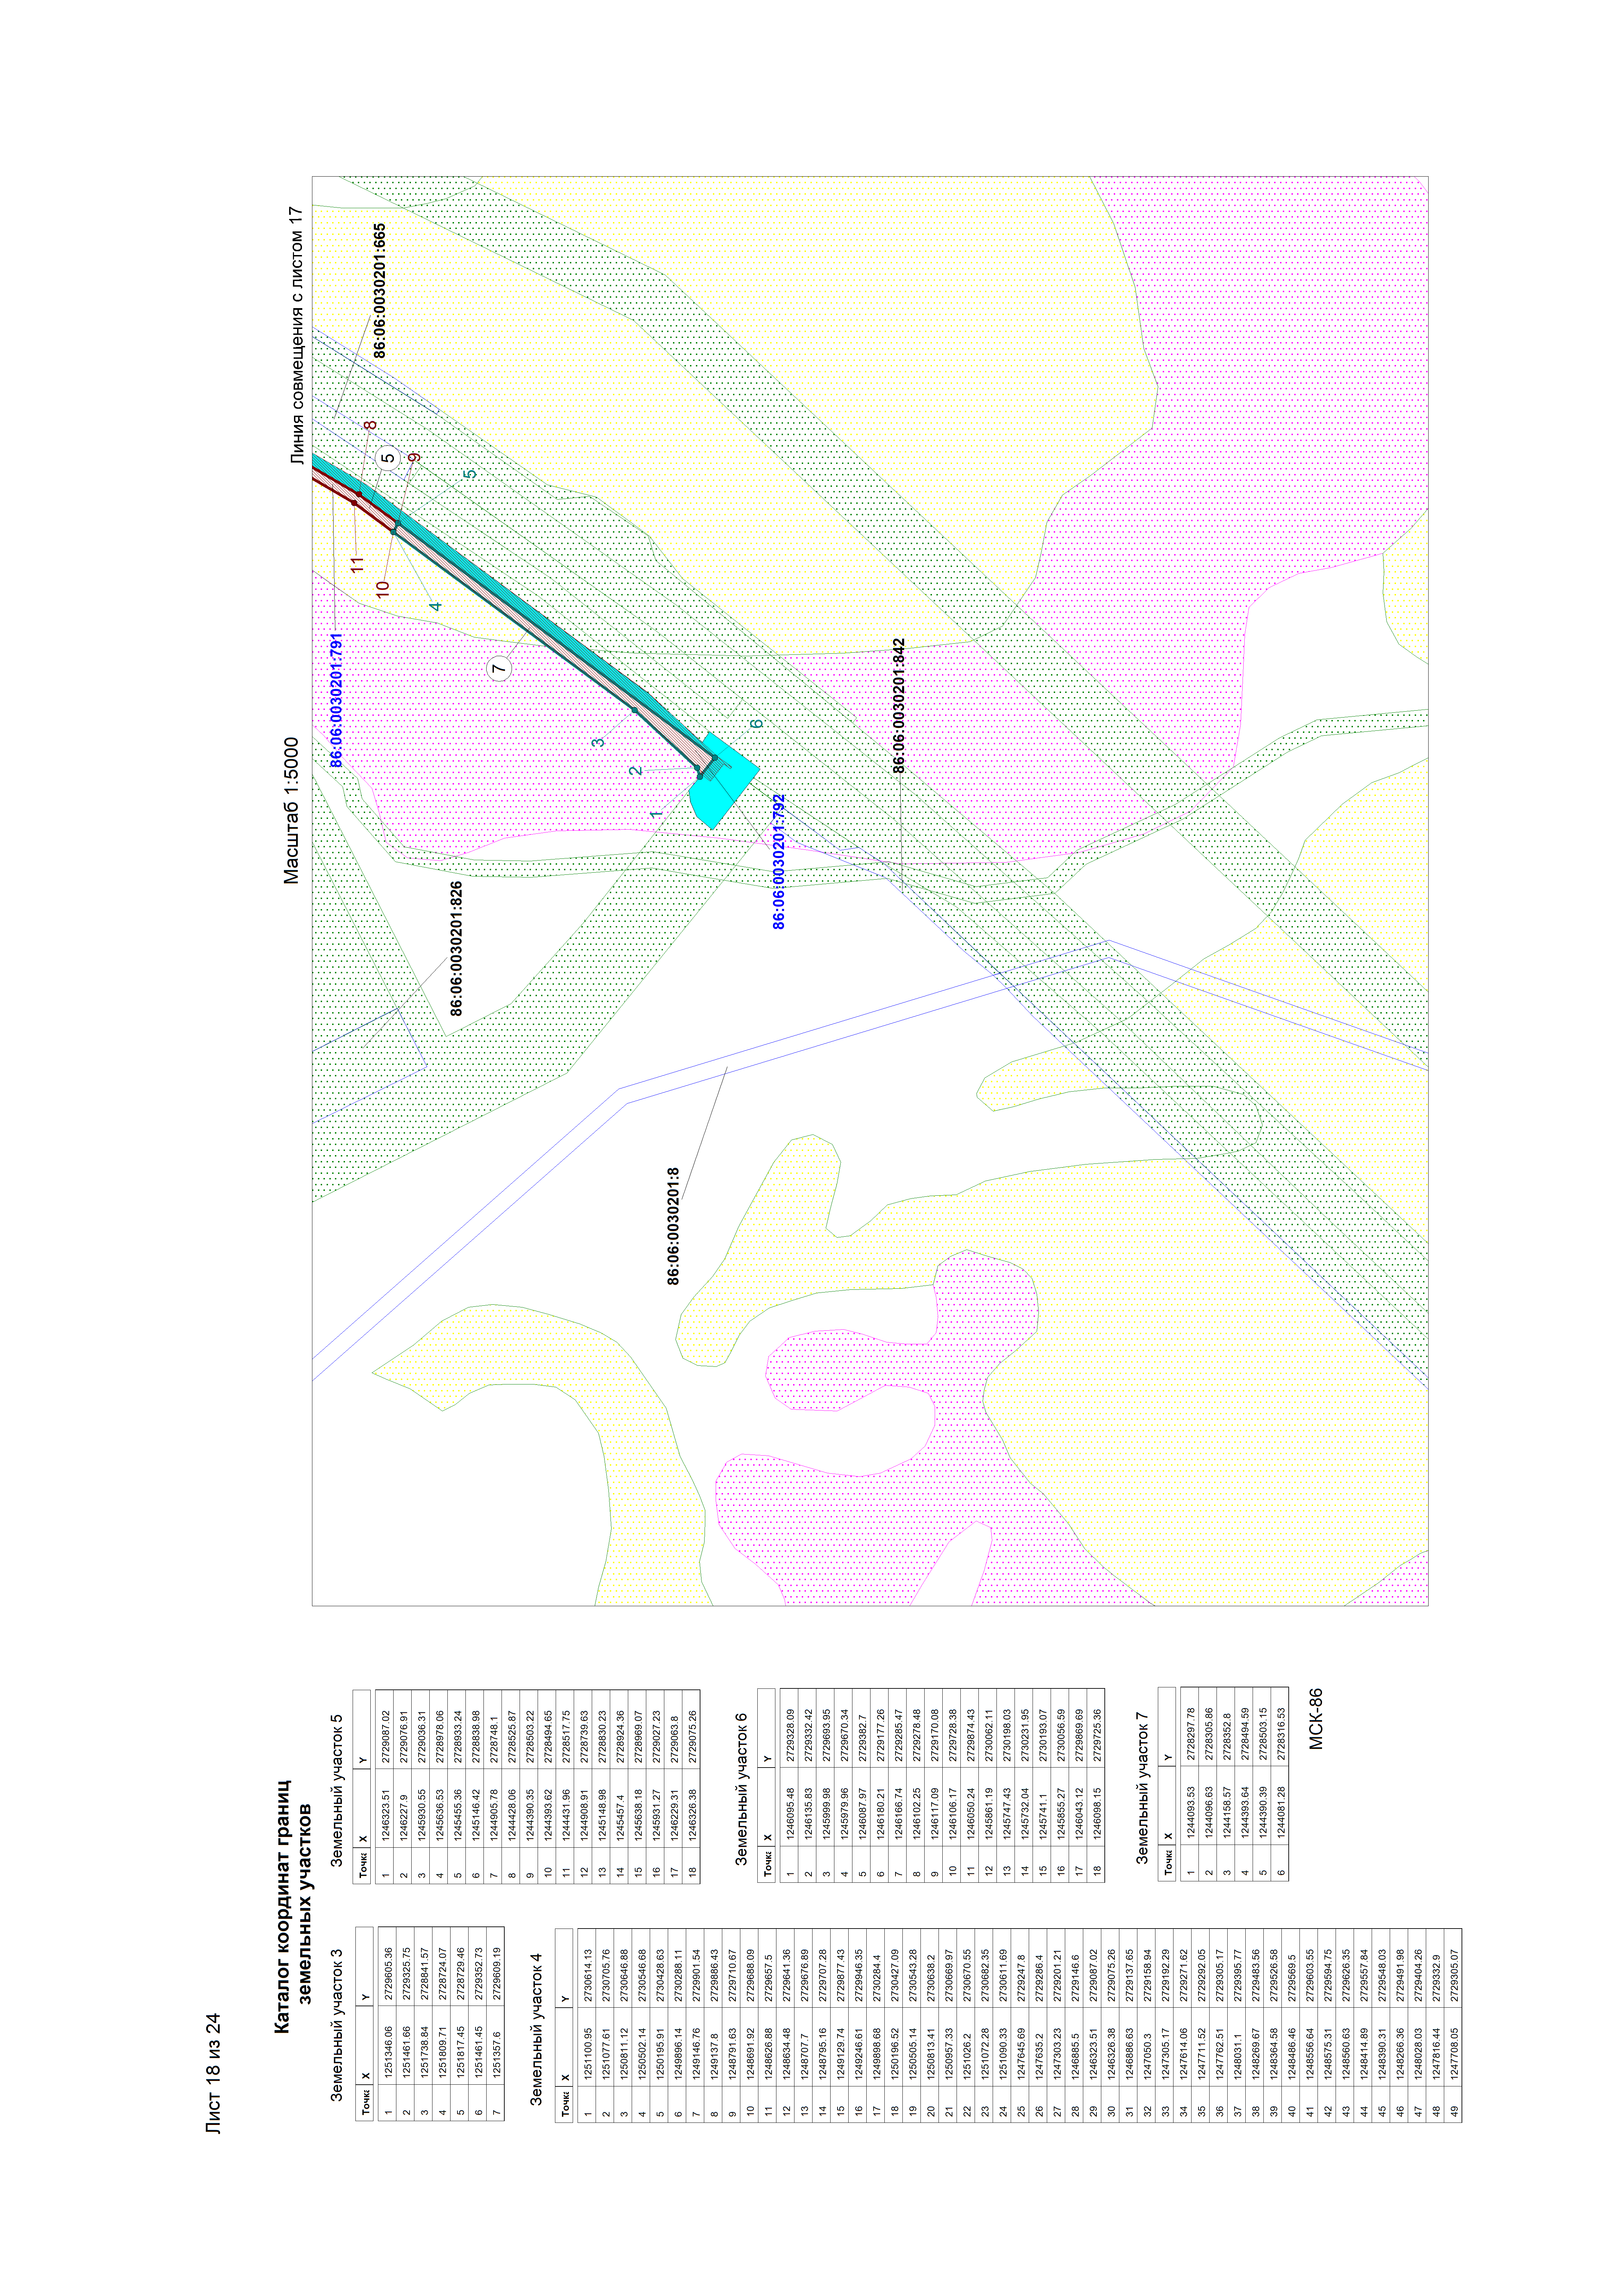 Лист 18 из 24
Каталог координат границ
земельных участков
Земельный участок 3
Точка X Y
1 1251346.06 2729605.36
2 1251461.66 2729325.75
3 1251738.84 2728841.57
4 1251809.71 2728724.07
5 1251817.45 2728729.46
6 1251461.45 2729352.73
7 1251357.6 2729609.19
Земельный участок 4
Точка X Y
1 1251100.95 2730614.13
2 1251077.61 2730705.76
3 1250811.12 2730646.88
4 1250502.14 2730546.68
5 1250195.91 2730428.63
6 1249896.14 2730288.11
7 1249146.76 2729901.54
8 1249137.8 2729886.43
9 1248791.63 2729710.67
10 1248691.92 2729688.09
11 1248626.88 2729657.5
12 1248634.48 2729641.36
13 1248707.7 2729676.89
14 1248795.16 2729707.28
15 1249129.74 2729877.43
16 1249246.61 2729946.35
17 1249898.68 2730284.4
18 1250196.52 2730427.09
19 1250505.14 2730543.28
20 1250813.41 2730638.2
21 1250957.33 2730669.97
22 1251026.2 2730670.55
23 1251072.28 2730682.35
24 1251090.33 2730611.69
25 1247645.69 2729247.8
26 1247635.2 2729286.4
27 1247303.23 2729201.21
28 1246885.5 2729146.6
29 1246323.51 2729087.02
30 1246326.38 2729075.26
31 1246886.63 2729137.65
32 1247050.3 2729158.94
33 1247305.17 2729192.29
34 1247614.06 2729271.62
35 1247711.52 2729292.05
36 1247762.51 2729305.17
37 1248031.1 2729395.77
38 1248269.67 2729483.56
39 1248364.58 2729526.58
40 1248486.46 2729569.5
41 1248556.64 2729603.55
42 1248575.31 2729594.75
43 1248560.63 2729626.35
44 1248414.89 2729557.84
45 1248390.31 2729548.03
46 1248266.36 2729491.98
47 1248028.03 2729404.26
48 1247816.44 2729332.9
49 1247708.05 2729305.07
Земельный участок 5
Точка X Y
1 1246323.51 2729087.02
2 1246227.9 2729076.91
3 1245930.55 2729036.31
4 1245636.53 2728978.06
5 1245455.36 2728933.24
6 1245146.42 2728838.98
7 1244905.78 2728748.1
8 1244428.06 2728525.87
9 1244390.35 2728503.22
10 1244393.62 2728494.65
11 1244431.96 2728517.75
12 1244908.91 2728739.63
13 1245148.98 2728830.23
14 1245457.4 2728924.36
15 1245638.18 2728969.07
16 1245931.27 2729027.23
17 1246229.31 2729063.8
18 1246326.38 2729075.26
Земельный участок 6
Точка X Y
1 1246095.48 2729328.09
2 1246135.83 2729332.42
3 1245999.98 2729693.95
4 1245979.96 2729670.34
5 1246087.97 2729382.7
6 1246180.21 2729177.26
7 1246166.74 2729285.47
8 1246102.25 2729278.48
9 1246117.09 2729170.08
10 1246106.17 2729728.38
11 1246050.24 2729874.43
12 1245861.19 2730062.11
13 1245747.43 2730198.03
14 1245732.04 2730231.95
15 1245741.1 2730193.07
16 1245855.27 2730056.59
17 1246043.12 2729869.69
18 1246098.15 2729725.36
Земельный участок 7
Точка X Y
1 1244093.53 2728297.78
2 1244096.63 2728305.86
3 1244158.57 2728352.8
4 1244393.64 2728494.59
5 1244390.39 2728503.15
6 1244081.28 2728316.53
МСК-86
Масштаб 1:5000
Линия совмещения с листом 17
86:06:0030201:665
86:06:0030201:791
86:06:0030201:826
86:06:0030201:792
86:06:0030201:842
86:06:0030201:8
8
5
9
5
11
10
4
7
3
2
1
6